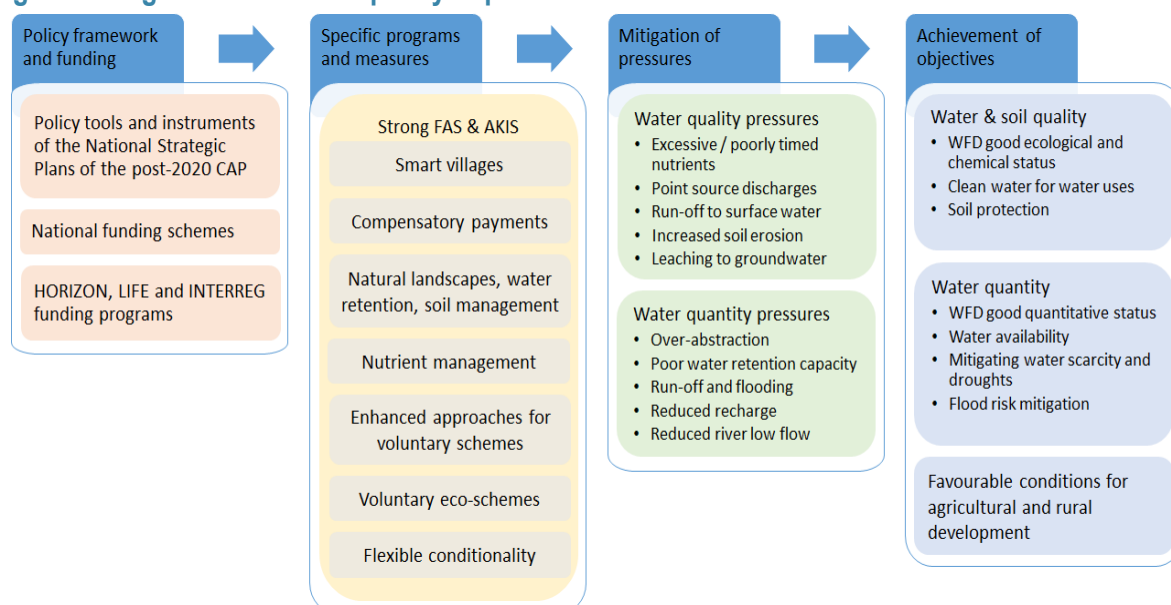 Policy framework
and funding
Policy tools and instruments
of the National Strategic
Plans of the post-2020 CAP
National funding schemes
HORIZON, LIFE and INTERREG
funding programs
Specific programs
and measures
Strong FAS & AKIS
Smart villages
Compensatory payments
Natural landscapes, water
retention, soil management
Nutrient management
Enhanced approaches for
voluntary schemes
Voluntary eco-schemes
Flexible conditionality
Mitigation of
pressures
Water quality pressures
• Excessive / poorly timed
nutrients
• Point source discharges
• Run-off to surface water
• Increased soil erosion
• Leaching to groundwater
Water quantity pressures
• Over-abstraction
• Poor water retention capacity
• Run-off and flooding
• Reduced recharge
• Reduced river low flow
Achievement of
objectives
Water & soil quality
• WFD good ecological and
chemical status
• Clean water for water uses
• Soil protection
Water quantity
• WFD good quantitative status
• Water availability
• Mitigating water scarcity and
droughts
• Flood risk mitigation
Favourable conditions for
agricultural and rural
development